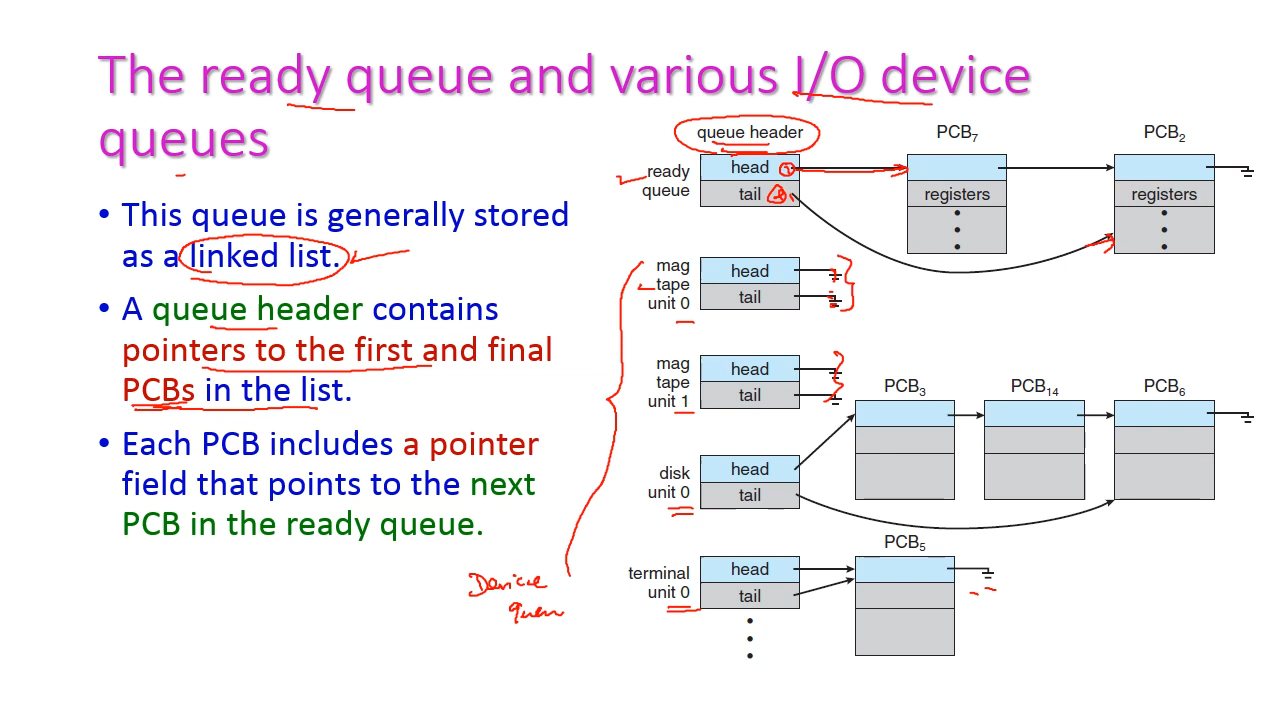 The ready queue and various I/O device
queues
• This queue is generally stored
as a linked list.
• A queue header contains
pointers to the first and final
PCBs in the list.
• Each PCB includes a pointer
field that points to the next
PCB in the ready queue.
queue header
PCB7
PCB2
ready
queue
head
tail
registers
registers
mag
tape
unit 0
head
tail
mag
tape
unit 1
head
tail
PCB3
PCB14
PCB6
disk
unit 0
head
tail
PCB5
terminal
unit 0
head
tail
Device